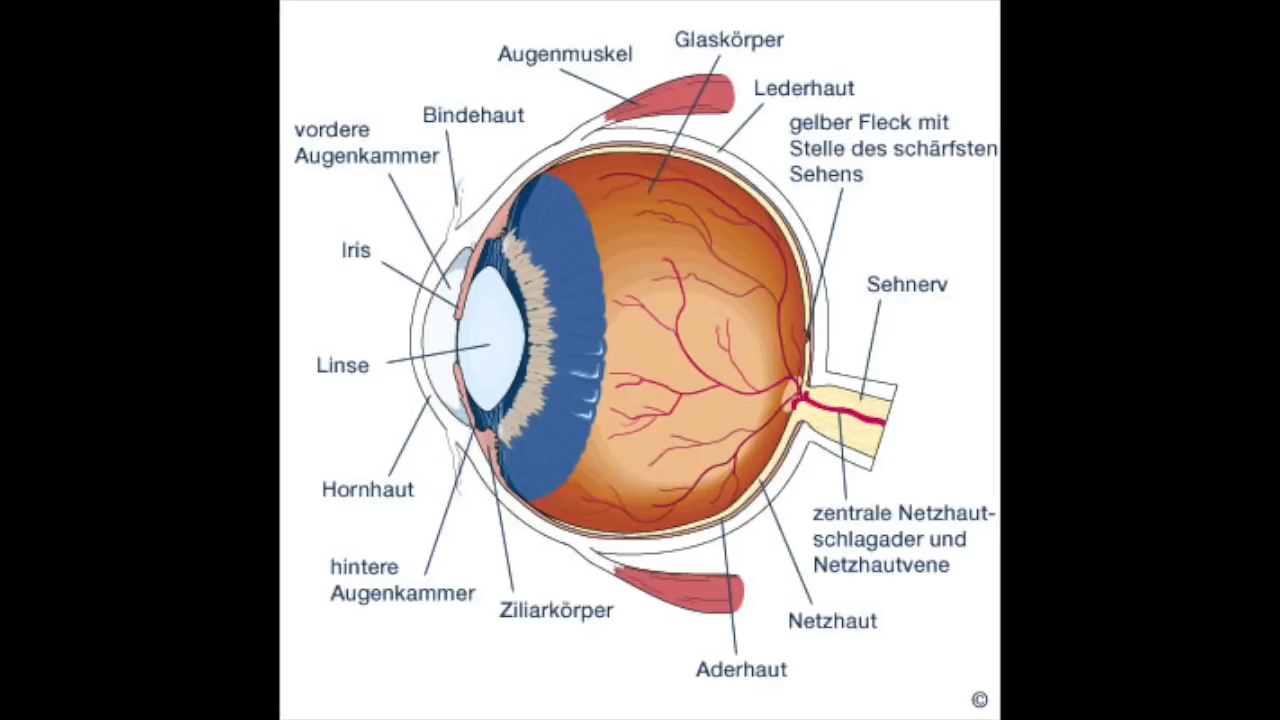 Glaskörper
Augenmuskel
Lederhaut
Bindehaut
gelber Fleck mit
Stelle des schärfsten
Sehens
vordere
Augenkammer
Iris
Sehnerv
Linse
Hornhaut
zentrale Netzhaut-
schlagader und
Netzhautvene
hintere
Augenkammer
Ziliarkörper
Netzhaut
Aderhaut
©